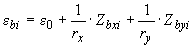 ε_bi = ε_0 + 1/r_x · Z_bxi + 1/r_y · Z_byi